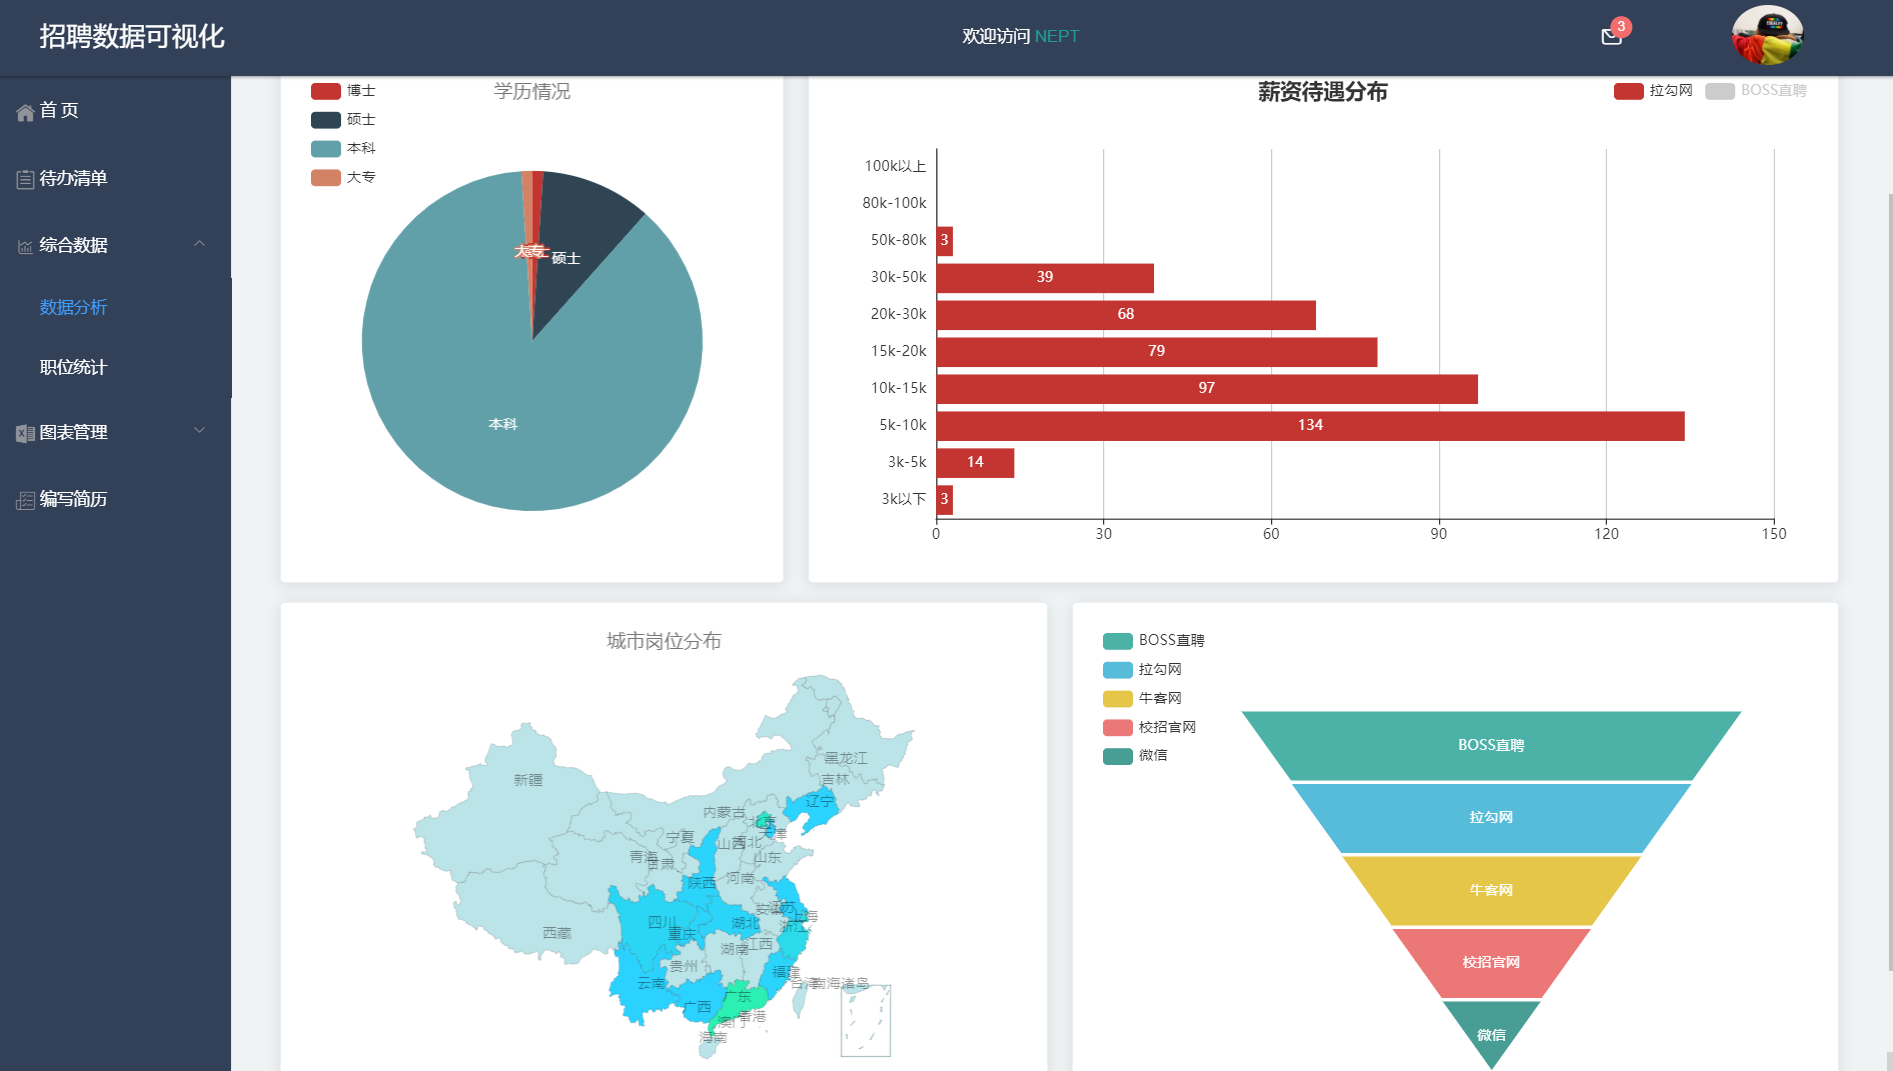 招聘数据可视化
欢迎访问 NEPT
3
首 页
待办清单
综合数据
数据分析
职位统计
图表管理
编写简历
学历情况
博士
硕士
本科
大专
大专
硕士
本科
薪资待遇分布
拉勾网
BOSS直聘
100k以上
80k-100k
50k-80k
3
30k-50k
39
20k-30k
68
15k-20k
79
10k-15k
97
5k-10k
134
3k-5k
14
3k以下
3
0
30
60
90
120
150
城市岗位分布
黑龙江
新疆
吉林
辽宁
内蒙古
北京
天津
宁夏
山西
河北
青海
甘肃
山东
陕西
河南
安徽
江苏
上海
四川
湖北
浙江
西藏
重庆
湖南
江西
贵州
福建
云南
台湾
南海诸岛
广西
广东
澳门
香港
海南
BOSS直聘
拉勾网
牛客网
校招官网
微信
BOSS直聘
拉勾网
牛客网
校招官网
微信